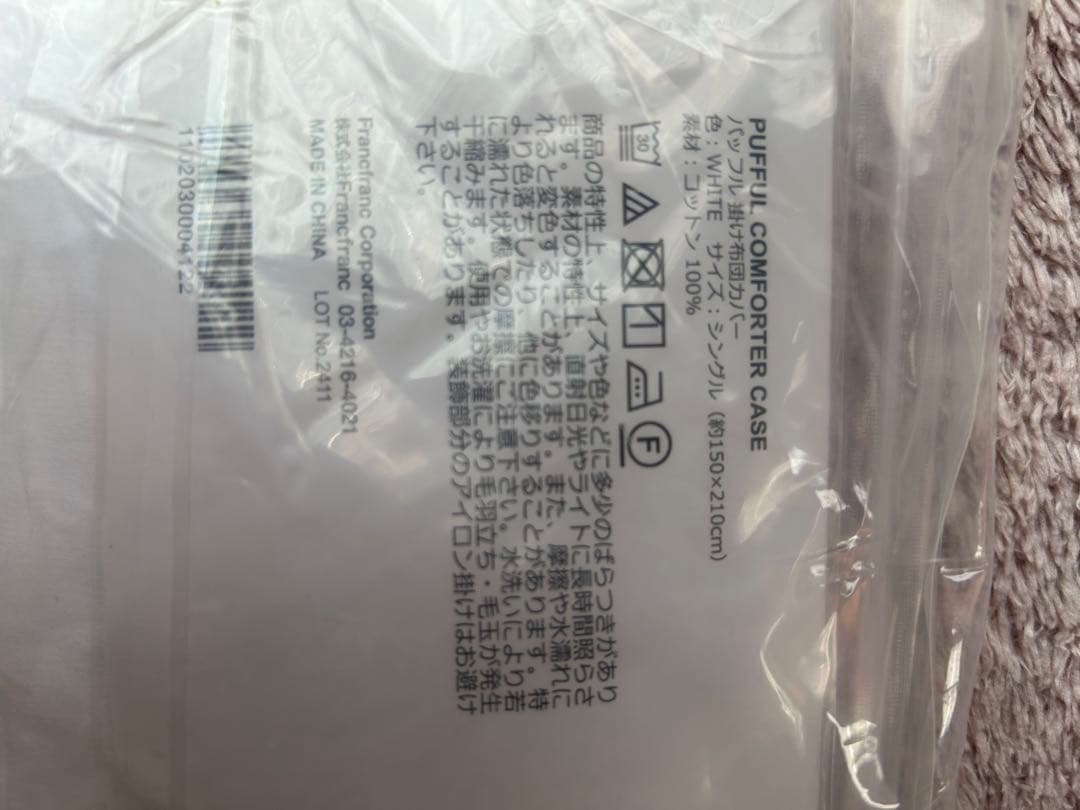 PUFFUL COMFORTER CASE
パッフル 掛け布団カバー
色：WHITE サイズ：シングル（約150×210cm）
素材：コットン 100%
30
F
商品の特性上、サイズや色などに多少のばらつきがあり
ます。素材の特性上、直射日光やライトに長時間照らさ
れると変色することがあります。また、摩擦や水濡れに
より色落ちしたり、他に色移りすることがあります。特
に濡れた状態での摩擦にご注意下さい。水洗いにより若
干縮みます。使用やお洗濯により毛羽立ち・毛玉が発生
することがあります。装飾部分のアイロン掛けはお避け
下さい。
Francfranc Corporation
株式会社Francfranc 03-4216-4021
MADE IN CHINA LOT No.2411
1102030004122